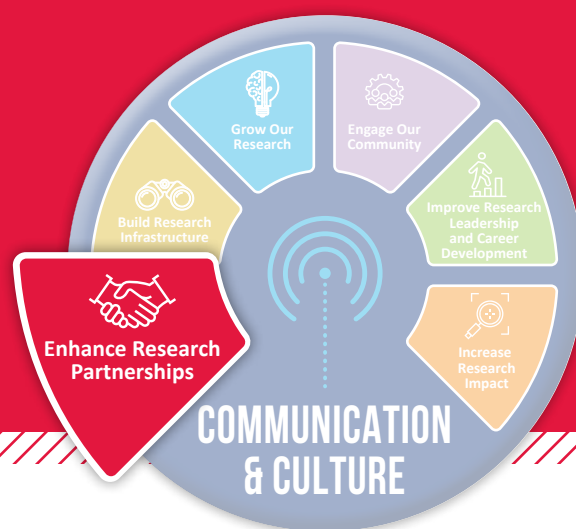 Grow Our
Research
Engage Our
Community
Build Research
Infrastructure
Improve Research
Leadership
and Career
Development
Enhance Research
Partnerships
Increase
Research
Impact
COMMUNICATION
& CULTURE